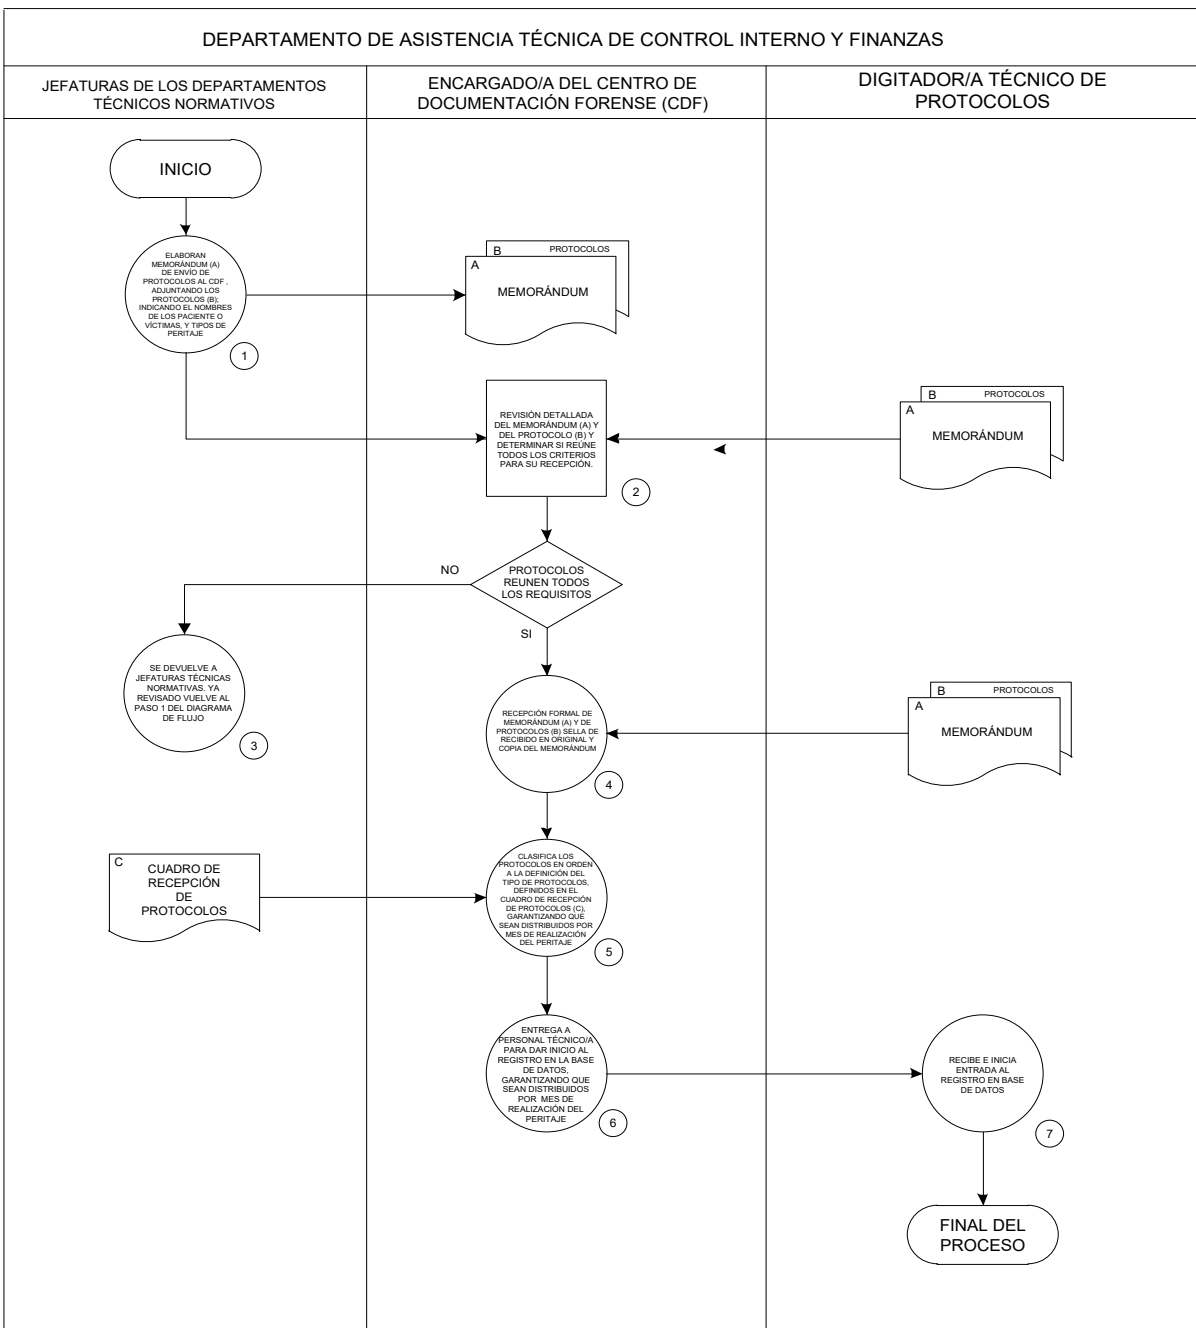 DEPARTAMENTO DE ASISTENCIA TÉCNICA DE CONTROL INTERNO Y FINANZAS
JEFATURAS DE LOS DEPARTAMENTOS
TÉCNICOS NORMATIVOS
ENCARGADO/A DEL CENTRO DE
DOCUMENTACIÓN FORENSE (CDF)
DIGITADOR/A TÉCNICO DE
PROTOCOLOS
INICIO
ELABORAN
MEMORÁNDUM (A)
DE ENVÍO DE
PROTOCOLOS AL CDF ,
ADJUNTANDO LOS
PROTOCOLOS (B);
INDICANDO EL NOMBRES
DE LOS PACIENTE O
VÍCTIMAS, Y TIPOS DE
PERITAJE
1
B
PROTOCOLOS
A
MEMORÁNDUM
REVISIÓN DETALLADA
DEL MEMORÁNDUM (A) Y
DEL PROTOCOLO (B) Y
DETERMINAR SI REÚNE
TODOS LOS CRITERIOS
PARA SU RECEPCIÓN.
2
B
PROTOCOLOS
A
MEMORÁNDUM
PROTOCOLOS
REUNEN TODOS
LOS REQUISITOS
NO
SI
SE DEVUELVE A
JEFATURAS TÉCNICAS
NORMATIVAS. YA
REVISADO VUELVE AL
PASO 1 DEL DIAGRAMA
DE FLUJO
3
RECEPCIÓN FORMAL DE
MEMORÁNDUM (A) Y DE
PROTOCOLOS (B) SELLA DE
RECIBIDO EN ORIGINAL Y
COPIA DEL MEMORÁNDUM
4
B
PROTOCOLOS
A
MEMORÁNDUM
C
CUADRO DE
RECEPCIÓN
DE
PROTOCOLOS
CLASIFICA LOS
PROTOCOLOS EN ORDEN
A LA DEFINICIÓN DEL
TIPO DE PROTOCOLOS,
DEFINIDOS EN EL
CUADRO DE RECEPCIÓN
DE PROTOCOLOS (C),
GARANTIZANDO QUE
SEAN DISTRIBUIDOS POR
MES DE REALIZACIÓN
DEL PERITAJE
5
ENTREGA A
PERSONAL TÉCNICO/A
PARA DAR INICIO AL
REGISTRO EN LA BASE
DE DATOS,
GARANTIZANDO QUE
SEAN DISTRIBUIDOS
POR MES DE
REALIZACIÓN DEL
PERITAJE
6
RECIBE E INICIA
ENTRADA AL
REGISTRO EN BASE
DE DATOS
7
FINAL DEL
PROCESO